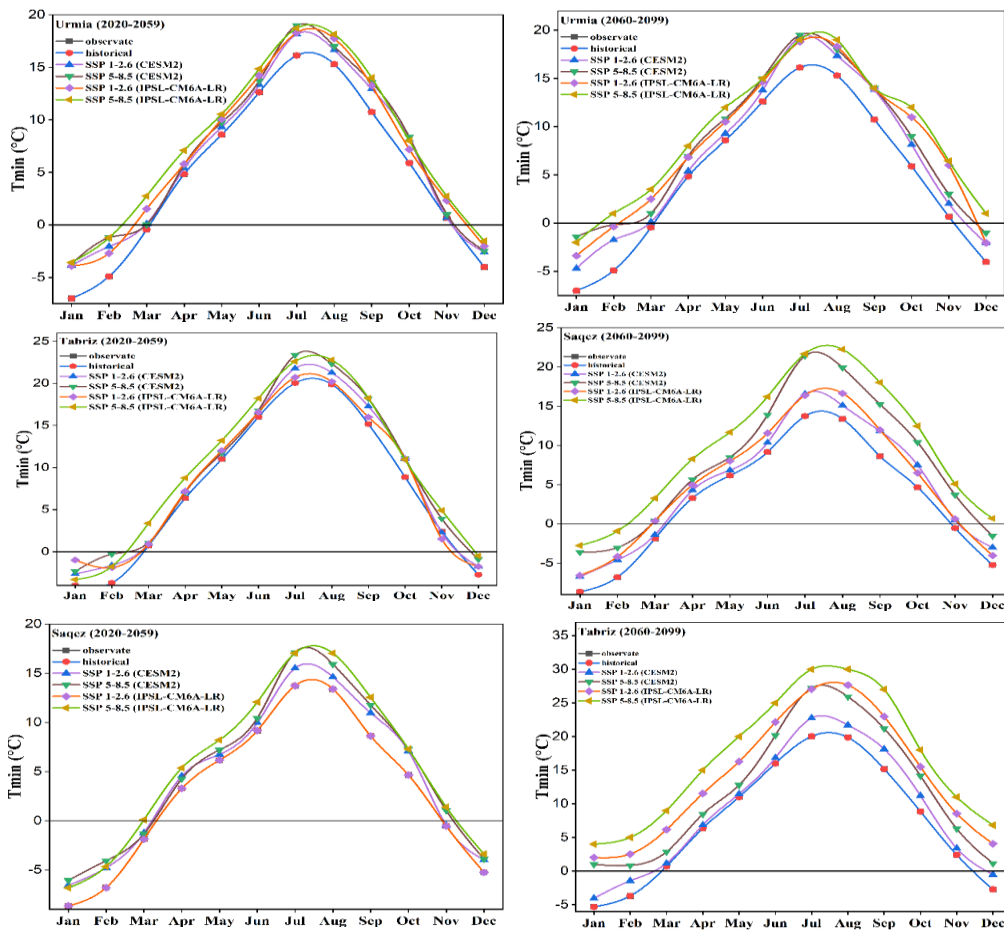 Urmia (2020-2059)
observate
historical
SSP 1-2.6 (CESM2)
SSP 5-8.5 (CESM2)
SSP 1-2.6 (IPSL-CM6A-LR)
SSP 5-8.5 (IPSL-CM6A-LR)
Tmin (°C)
20
15
10
5
0
-5
Jan Feb Mar Apr May Jun Jul Aug Sep Oct Nov Dec
Urmia (2060-2099)
observate
historical
SSP 1-2.6 (CESM2)
SSP 5-8.5 (CESM2)
SSP 1-2.6 (IPSL-CM6A-LR)
SSP 5-8.5 (IPSL-CM6A-LR)
Tmin (°C)
20
15
10
5
0
-5
Jan Feb Mar Apr May Jun Jul Aug Sep Oct Nov Dec
Tabriz (2020-2059)
observate
historical
SSP 1-2.6 (CESM2)
SSP 5-8.5 (CESM2)
SSP 1-2.6 (IPSL-CM6A-LR)
SSP 5-8.5 (IPSL-CM6A-LR)
Tmin (°C)
25
20
15
10
5
0
Jan Feb Mar Apr May Jun Jul Aug Sep Oct Nov Dec
Saqez (2060-2099)
observate
historical
SSP 1-2.6 (CESM2)
SSP 5-8.5 (CESM2)
SSP 1-2.6 (IPSL-CM6A-LR)
SSP 5-8.5 (IPSL-CM6A-LR)
Tmin (°C)
25
20
15
10
5
0
-5
Jan Feb Mar Apr May Jun Jul Aug Sep Oct Nov Dec
Saqez (2020-2059)
observate
historical
SSP 1-2.6 (CESM2)
SSP 5-8.5 (CESM2)
SSP 1-2.6 (IPSL-CM6A-LR)
SSP 5-8.5 (IPSL-CM6A-LR)
Tmin (°C)
20
15
10
5
0
-5
Jan Feb Mar Apr May Jun Jul Aug Sep Oct Nov Dec
Tabriz (2060-2099)
observate
historical
SSP 1-2.6 (CESM2)
SSP 5-8.5 (CESM2)
SSP 1-2.6 (IPSL-CM6A-LR)
SSP 5-8.5 (IPSL-CM6A-LR)
Tmin (°C)
35
30
25
20
15
10
5
0
-5
Jan Feb Mar Apr May Jun Jul Aug Sep Oct Nov Dec